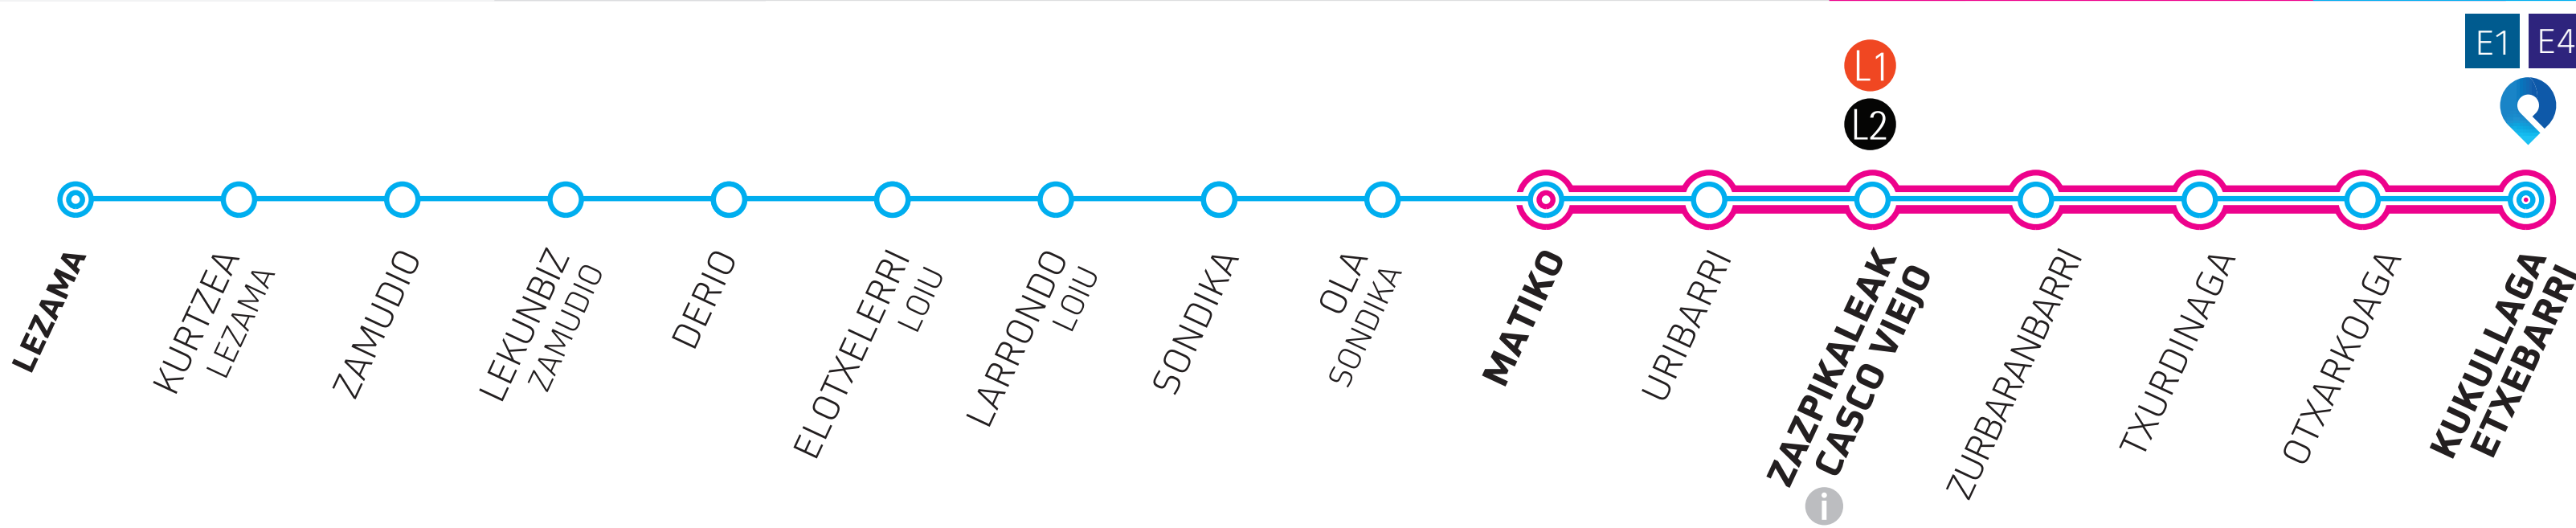 E1
E4
L1
L2
LEZAMA
KURTZEA
LEZAMA
ZAMUDIO
LEKUNBIZ
ZAMUDIO
DERIO
ELOTXELERRI
LOIU
LARRONDO
LOIU
SONDIKA
OLA
SONDIKA
MATIKO
URIBARRI
ZAZPIKALEAK
CASCO VIEJO
i
ZURBARANBARRI
TXURDINAGA
OTXARKOAGA
KUKULLAGA
ETXEBARRI